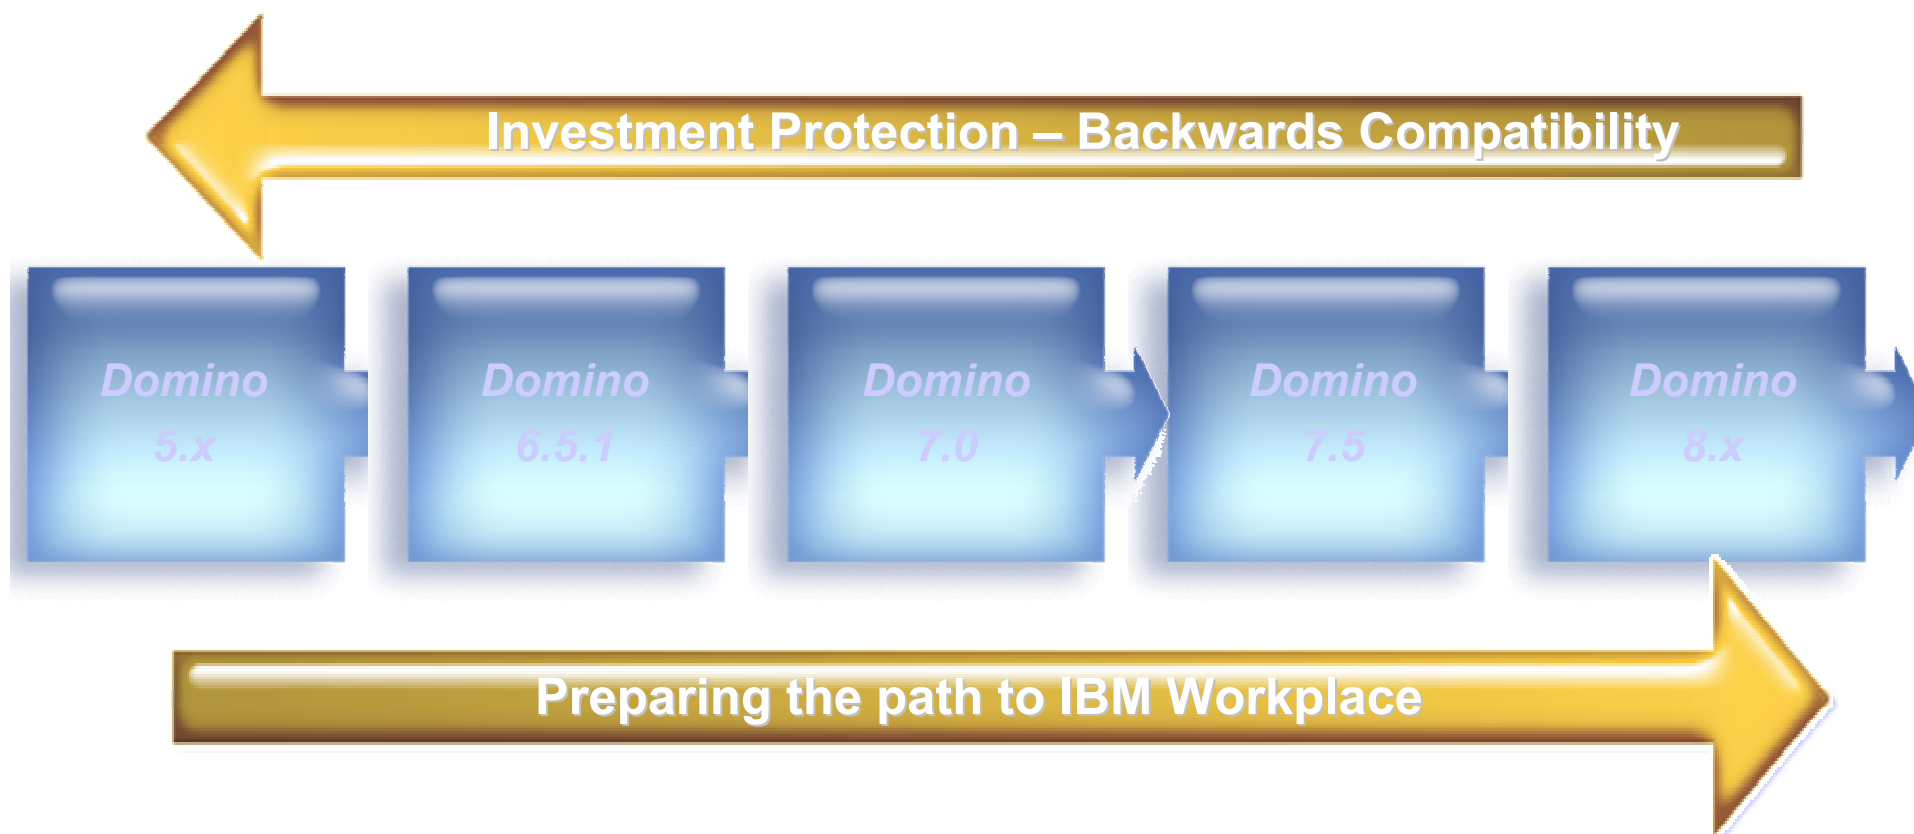 Investment Protection – Backwards Compatibility
Domino
5.x
Domino
6.5.1
Domino
7.0
Domino
7.5
Domino
8.x
Preparing the path to IBM Workplace